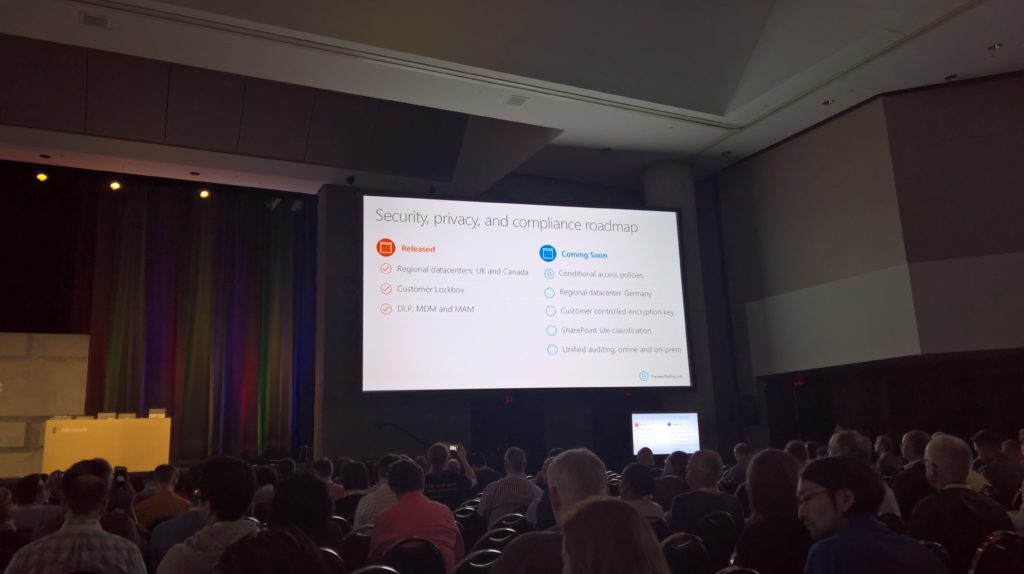 Security, privacy, and compliance roadmap
Released
Regional datacenters: UK and Canada
Customer Lockbox
DLP, MDM and MAM
Coming Soon
Conditional access policies
Regional datacenter Germany
Customer controlled encryption key
SharePoint site classification
Unified auditing, online and on-prem